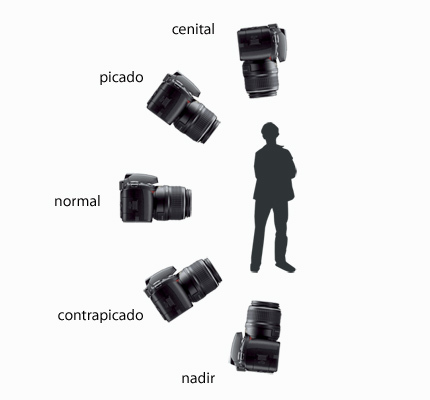 cenital
picado
normal
contrapicado
nadir